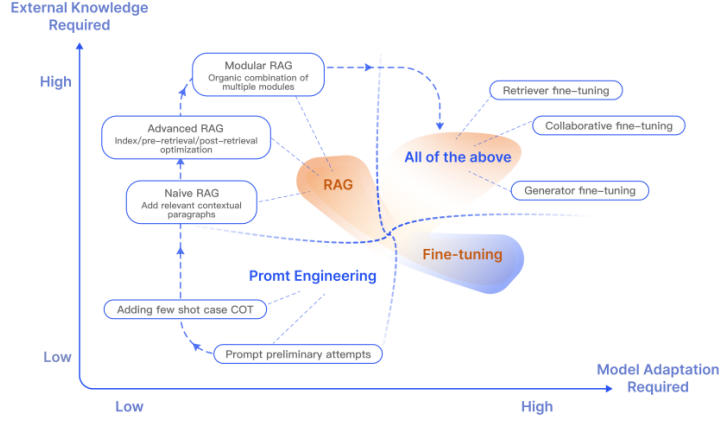 External Knowledge
Required
High
Modular RAG
Organic combination of
multiple modules
Retriever fine-tuning
Collaborative fine-tuning
Advanced RAG
Index/pre-retrieval/post-retrieval
optimization
All of the above
RAG
Generator fine-tuning
Naive RAG
Add relevant contextual
paragraphs
Fine-tuning
Promt Engineering
Adding few shot case COT
Prompt preliminary attempts
Low
Model Adaptation
Required
Low
High